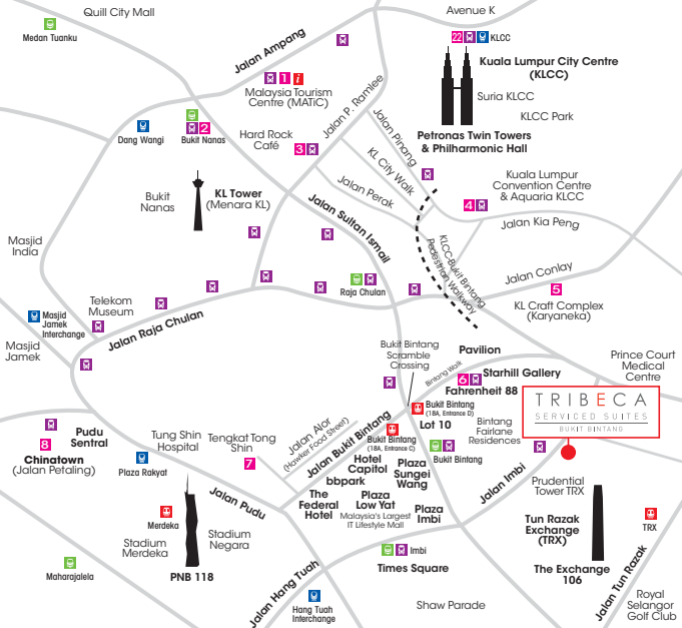 Quill City Mall
Avenue K
Medan Tuanku
Jalan Ampang
22
KLCC
Kuala Lumpur City Centre
(KLCC)
1
i
Malaysia Tourism
Centre (MATiC)
Jalan P. Ramlee
Suria KLCC
KLCC Park
Dang Wangi
2
Bukit Nanas
Hard Rock
Café
3
Jalan Pinang
Petronas Twin Towers
& Philharmonic Hall
KL City Walk
Jalan Perak
Kuala Lumpur
Convention Centre
& Aquaria KLCC
4
Bukit
Nanas
KL Tower
(Menara KL)
Jalan Sultan Ismail
Jalan Kia Peng
Masjid
India
KLCC-Bukit Bintang
Pedestrian Walkway
Jalan Conlay
Raja Chulan
5
KL Craft Complex
(Karyaneka)
Telekom
Museum
Masjid
Jamek
Interchange
Jalan Raja Chulan
Masjid
Jamek
Bukit Bintang
Scramble
Crossing
Pavilion
Bintang Walk
Prince Court
Medical
Centre
6
Starhill Gallery
Fahrenheit 88
TRIBECA
SERVICED SUITES
BUKIT BINTANG
Bukit Bintang
(18A, Entrance D)
Lot 10
Jalan Alor
(Hawker Food Street)
Jalan Bukit Bintang
Bukit Bintang
(18A, Entrance C)
Bintang
Fairlane
Residences
Bukit Bintang
Pudu
Sentral
8
Chinatown
(Jalan Petaling)
Tung Shin
Hospital
Tengkat Tong
Shin
7
Plaza Rakyat
Hotel
Capitol
Plaza
Sungei
Wang
bbpark
Jalan Imbi
Jalan Pudu
The
Federal
Hotel
Plaza
Low Yat
Malaysia's Largest
IT Lifestyle Mall
Plaza
Imbi
Prudential
Tower TRX
Tun Razak
Exchange
(TRX)
TRX
Merdeka
Stadium
Merdeka
Stadium
Negara
PNB 118
Imbi
Times Square
The Exchange
106
Maharajalela
Jalan Hang Tuah
Hang Tuah
Interchange
Shaw Parade
Jalan Tun Razak
Royal
Selangor
Golf Club